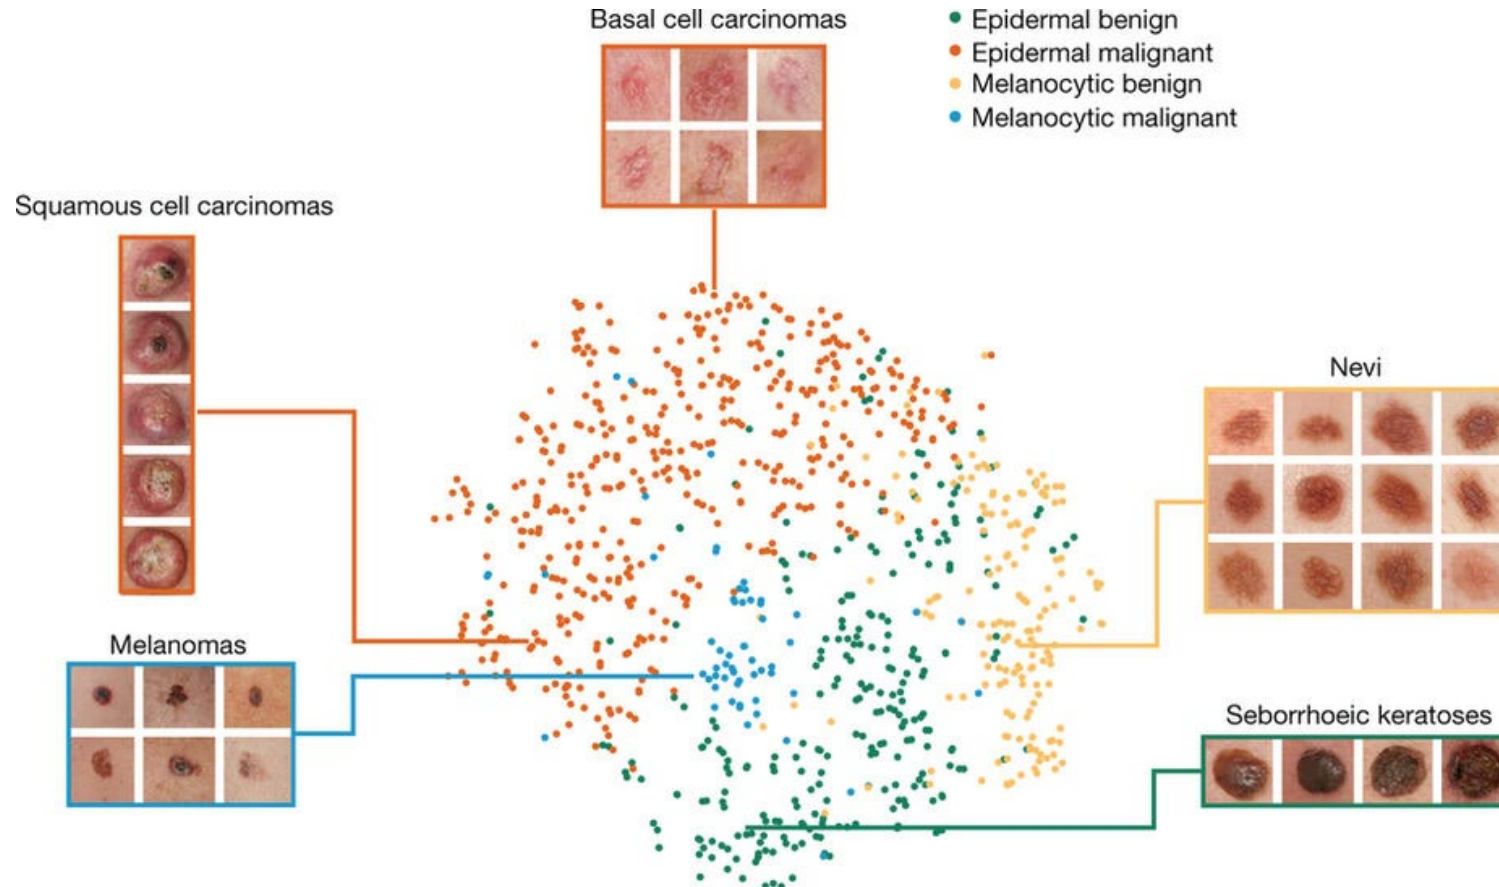 Basal cell carcinomas
Epidermal benign
Epidermal malignant
Melanocytic benign
Melanocytic malignant
Squamous cell carcinomas
Nevi
Melanomas
Seborrhoeic keratoses